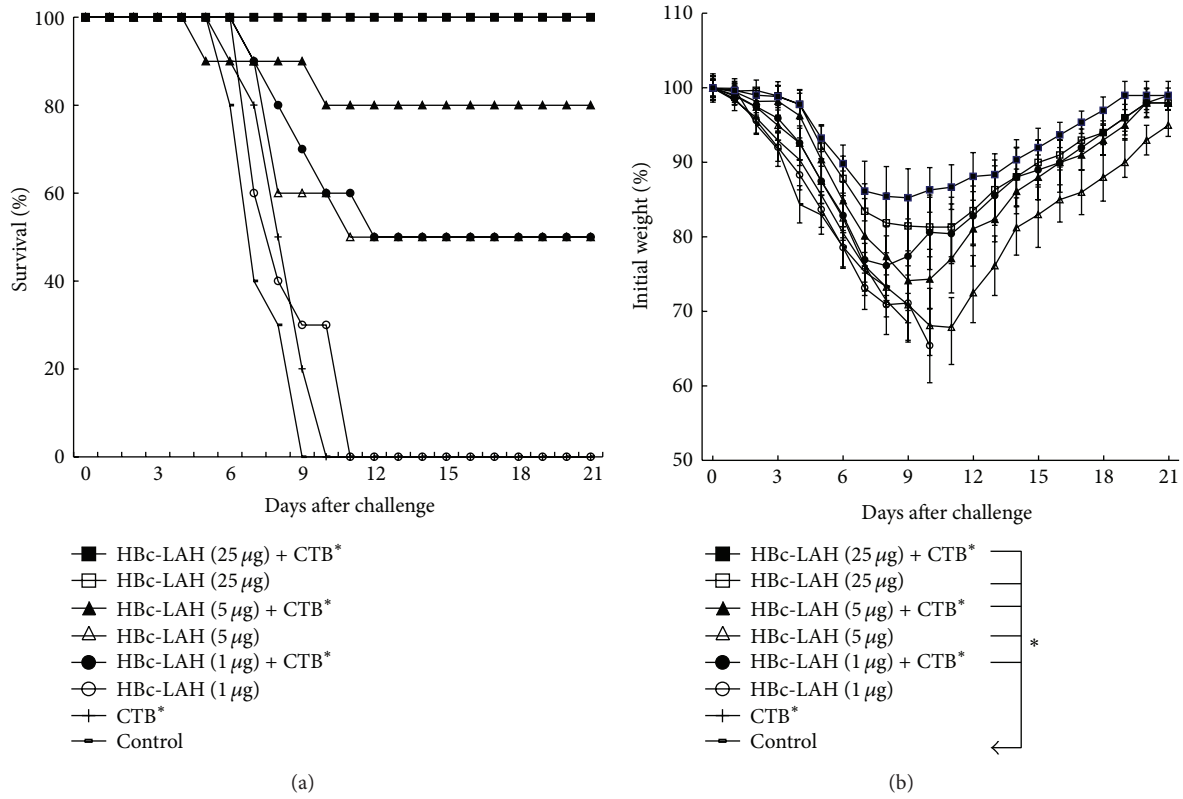 100
80
60
40
20
0
Survival (%)
0 3 6 9 12 15 18 21
Days after challenge
HBc-LAH (25 μg) + CTB*
HBc-LAH (25 μg)
HBc-LAH (5 μg) + CTB*
HBc-LAH (5 μg)
HBc-LAH (1 μg) + CTB*
HBc-LAH (1 μg)
CTB*
Control
(a)
110
100
90
80
70
60
50
Initial weight (%)
0 3 6 9 12 15 18 21
Days after challenge
HBc-LAH (25 μg) + CTB*
HBc-LAH (25 μg)
HBc-LAH (5 μg) + CTB*
HBc-LAH (5 μg)
HBc-LAH (1 μg) + CTB*
HBc-LAH (1 μg)
CTB*
Control
*
(b)